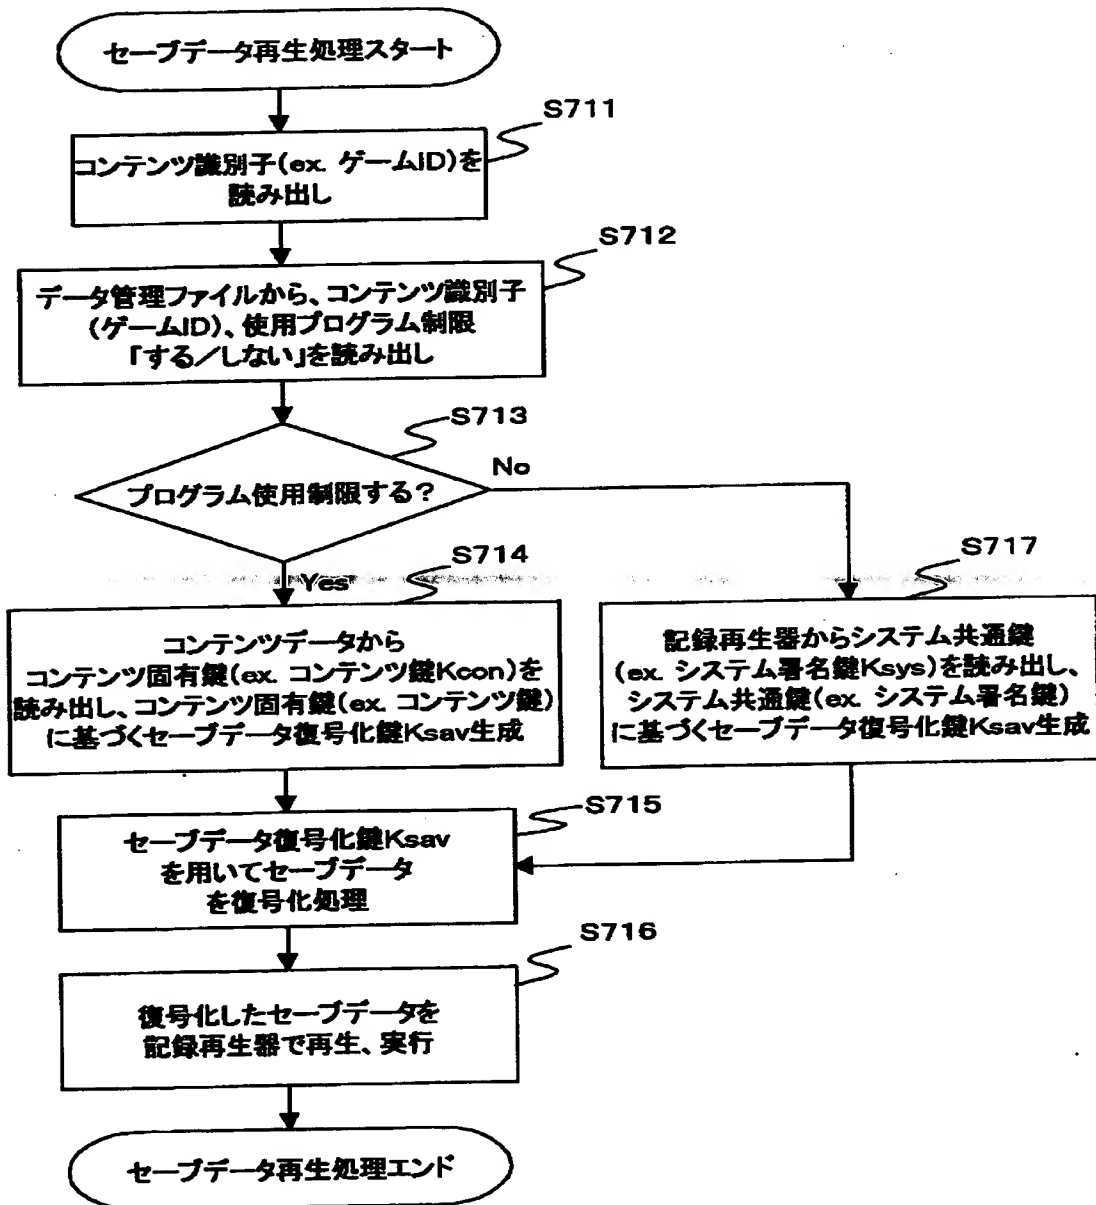 セーブデータ再生処理スタート
S711
コンテンツ識別子(ex. ゲームID)を
読み出し
S712
データ管理ファイルから、コンテンツ識別子
(ゲームID)、使用プログラム制限
「する/しない」を読み出し
S713
プログラム使用制限する?
No
Yes
S714
コンテンツデータから
コンテンツ固有鍵(ex. コンテンツ鍵Kcon)を
読み出し、コンテンツ固有鍵(ex. コンテンツ鍵)
に基づくセーブデータ復号化鍵Ksav生成
S717
記録再生器からシステム共通鍵
(ex. システム署名鍵Ksys)を読み出し、
システム共通鍵(ex. システム署名鍵)
に基づくセーブデータ復号化鍵Ksav生成
S715
セーブデータ復号化鍵Ksav
を用いてセーブデータ
を復号化処理
S716
復号化したセーブデータを
記録再生器で再生、実行
セーブデータ再生処理エンド